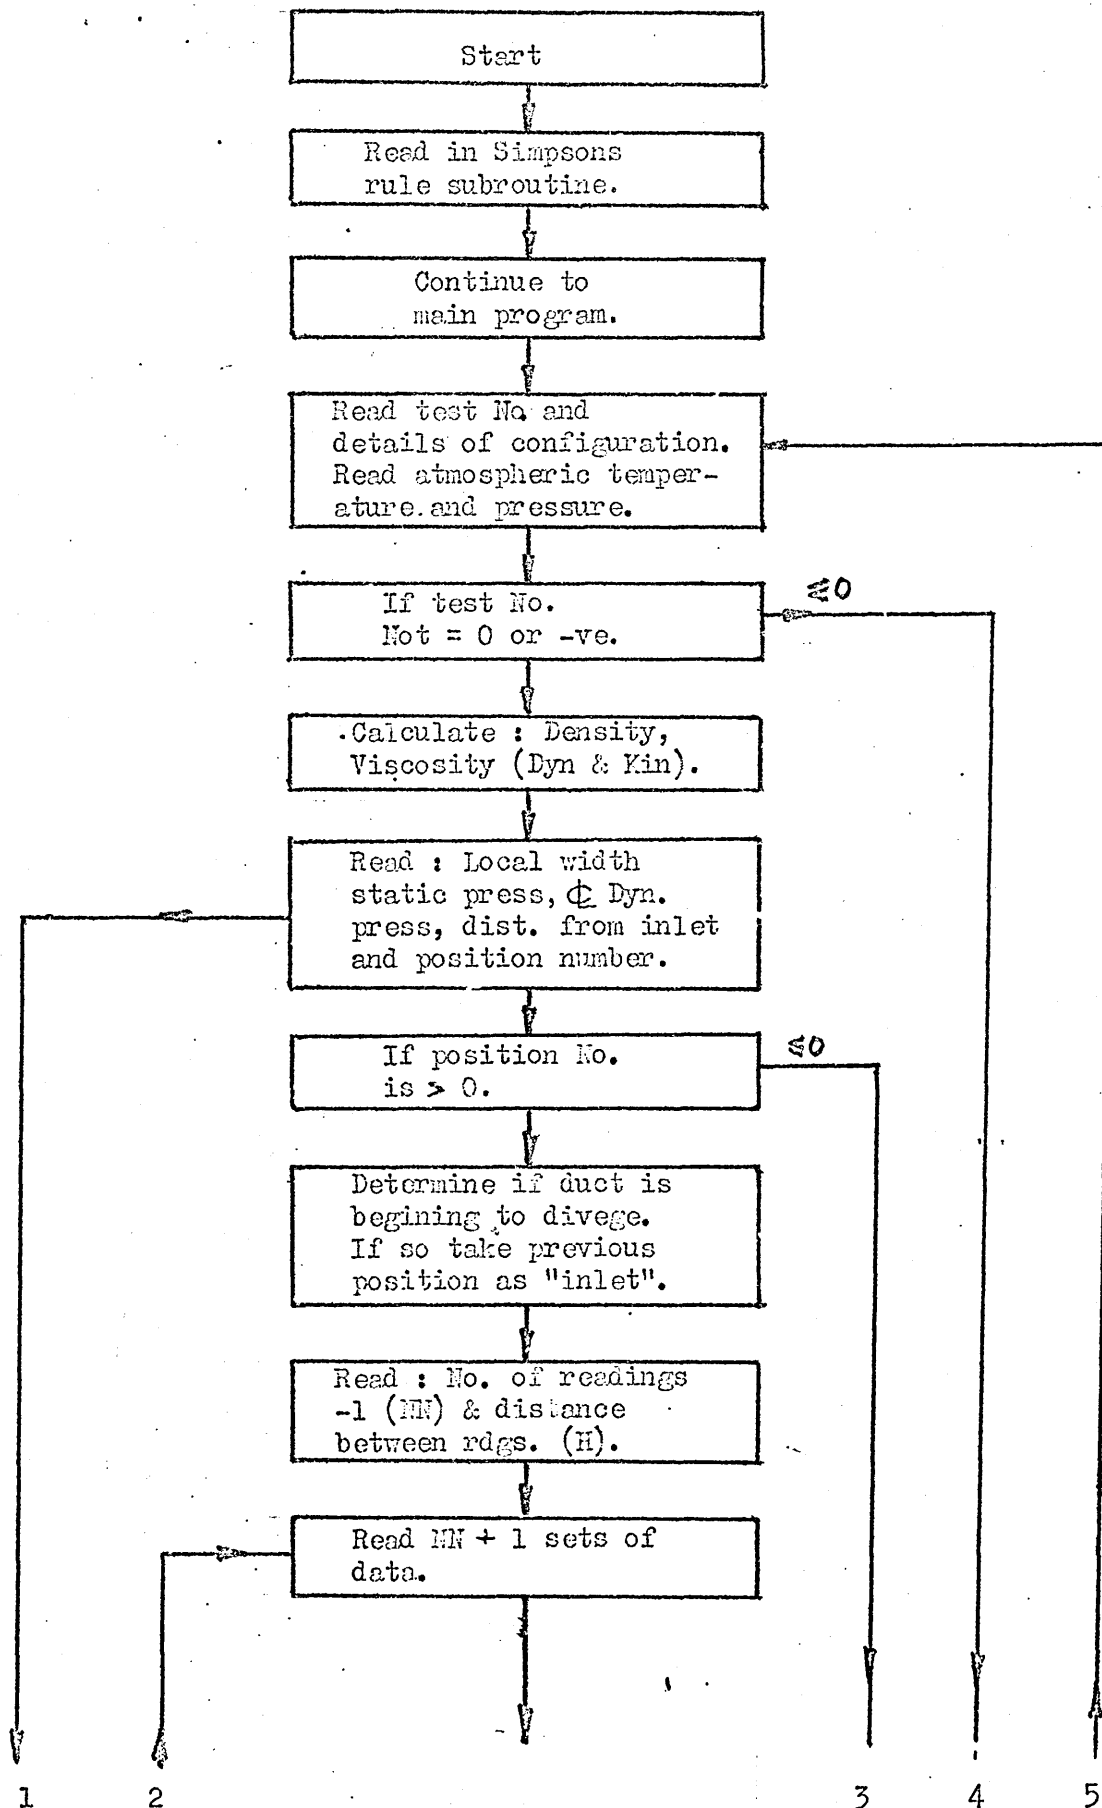 Start
Read in Simpsons
rule subroutine.
Continue to
main program.
Read test No. and
details of configuration.
Read atmospheric temper-
ature.and pressure.
If test No.
Not = 0 or -ve.
≤0
.Calculate : Density,
Viscosity (Dyn & Kin).
Read : Local width
static press, ℄ Dyn.
press, dist. from inlet
and position number.
If position No.
is > 0.
≤0
Determine if duct is
begining to divege.
If so take previous
position as "inlet".
Read : No. of readings
-1 (NN) & distance
between rdgs. (H).
Read NN + 1 sets of
data.
1 2 3 4 5